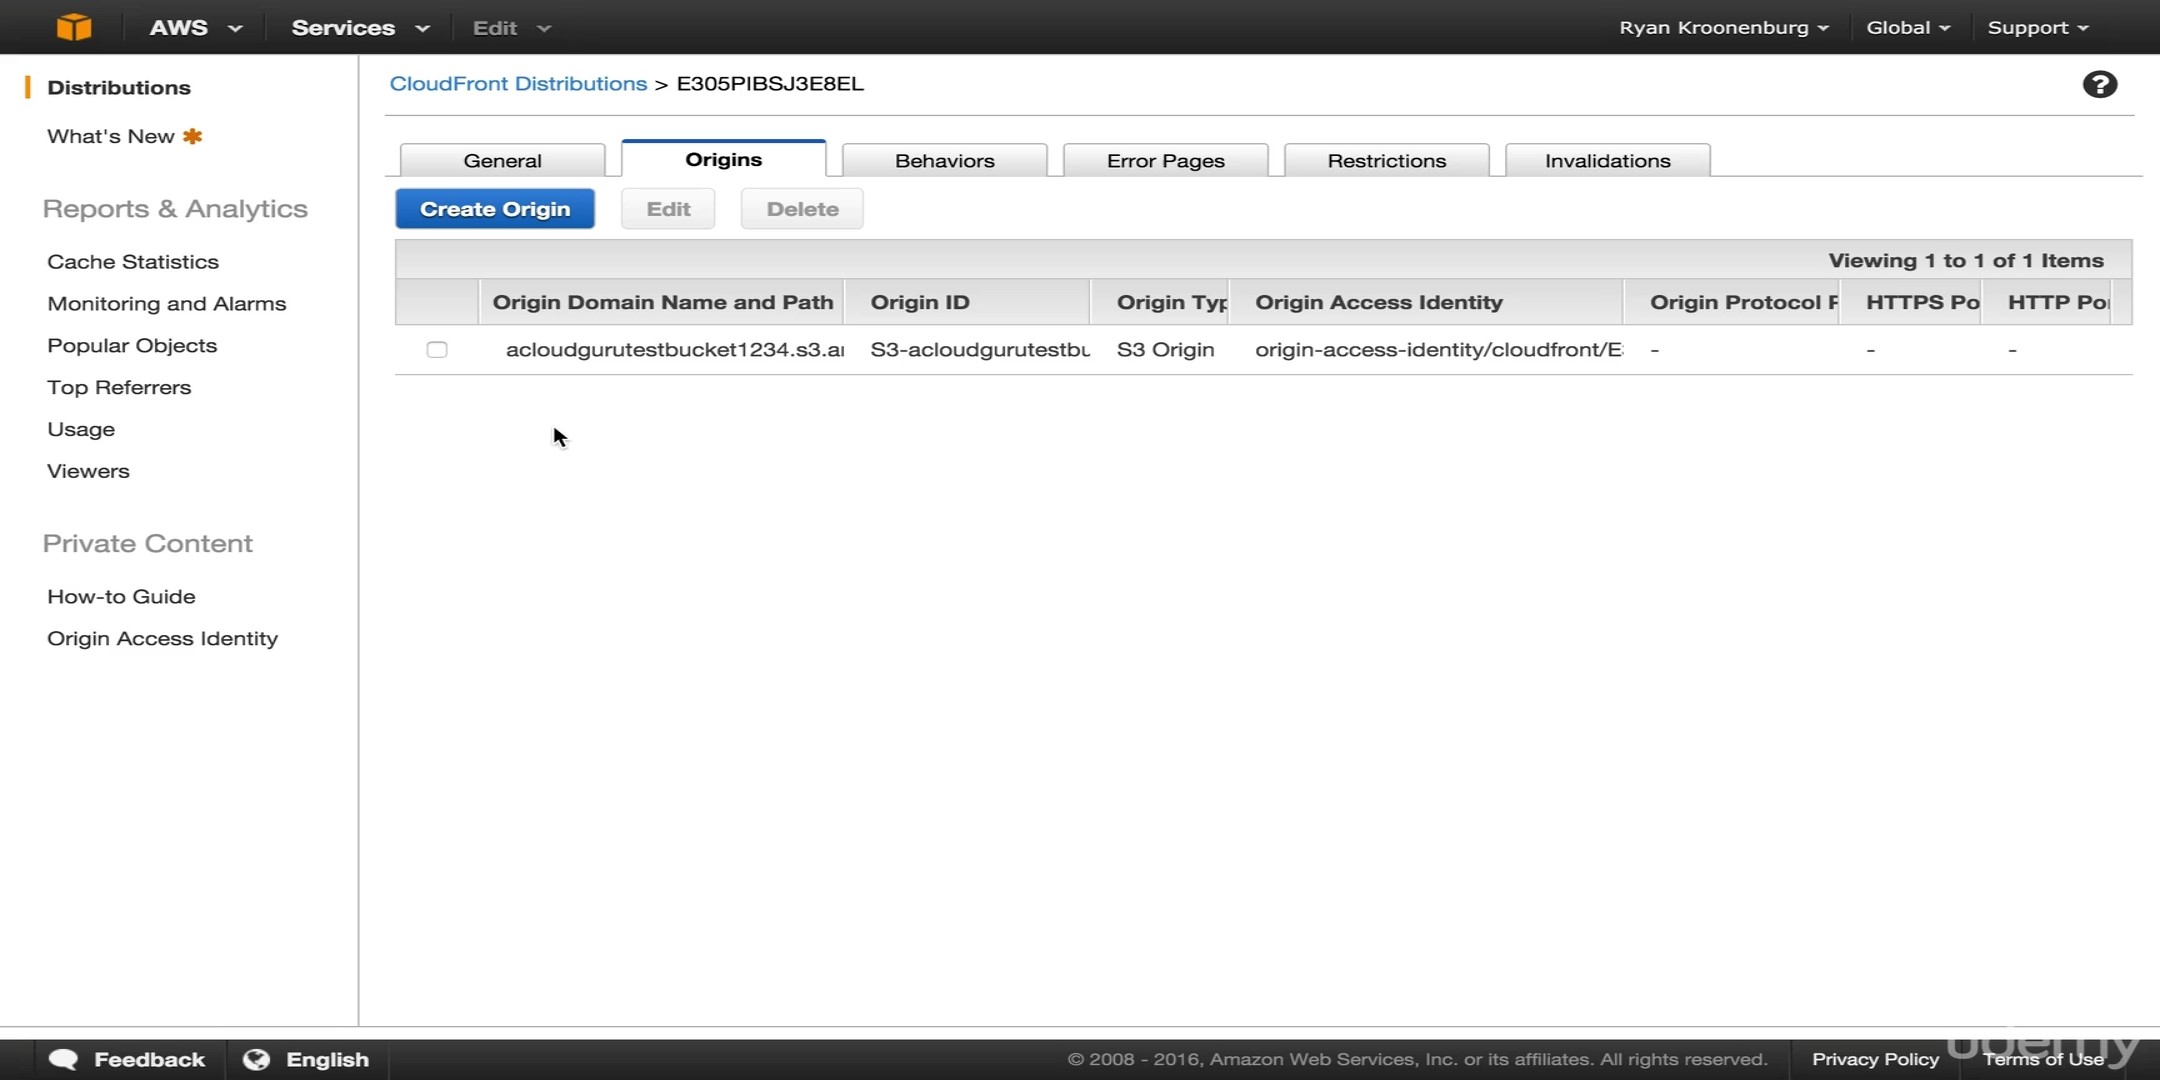 AWS Services Edit Ryan Kroonenburg Global Support
Distributions
What's New
Reports & Analytics
Cache Statistics
Monitoring and Alarms
Popular Objects
Top Referrers
Usage
Viewers
Private Content
How-to Guide
Origin Access Identity
CloudFront Distributions > E305PIBSJ3E8EL
General Origins Behaviors Error Pages Restrictions Invalidations
Create Origin Edit Delete
Viewing 1 to 1 of 1 Items
Origin Domain Name and Path Origin ID Origin Typ Origin Access Identity Origin Protocol P HTTPS Po HTTP Po
acloudgurutestbucket1234.s3.a S3-acloudgurutestbu S3 Origin origin-access-identity/cloudfront/E - - -
Feedback English © 2008 - 2016, Amazon Web Services, Inc. or its affiliates. All rights reserved. Privacy Policy Terms of Use
udemy